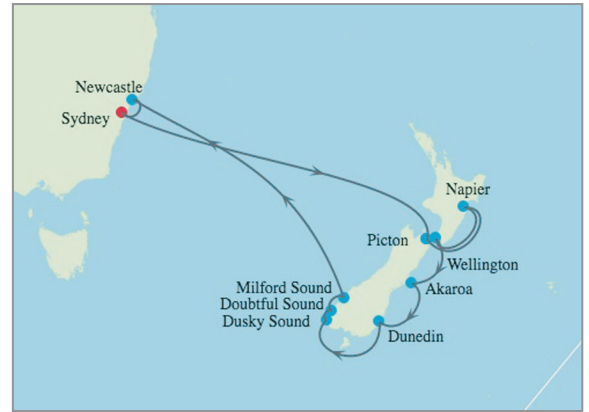 Newcastle
Sydney
Napier
Picton
Wellington
Milford Sound
Akaroa
Doubtful Sound
Dusky Sound
Dunedin